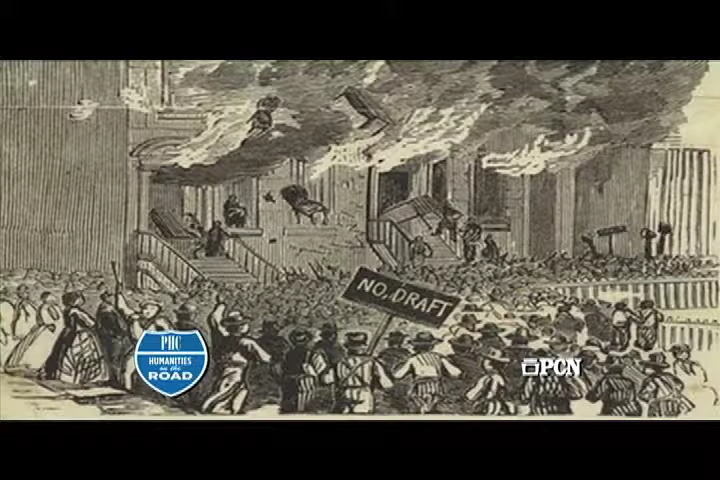 NO DRAFT
PHC
HUMANITIES
on the
ROAD
PCN